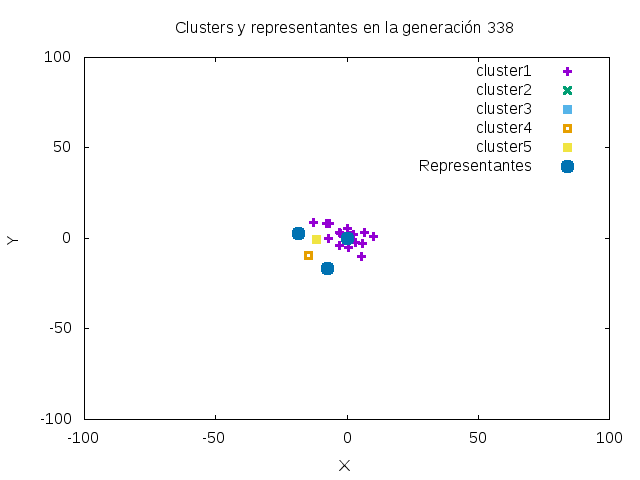 Clusters y representantes en la generación 338
100
50
0
-50
-100
-100
-50
0
50
100
Y
X
cluster1
cluster2
cluster3
cluster4
cluster5
Representantes